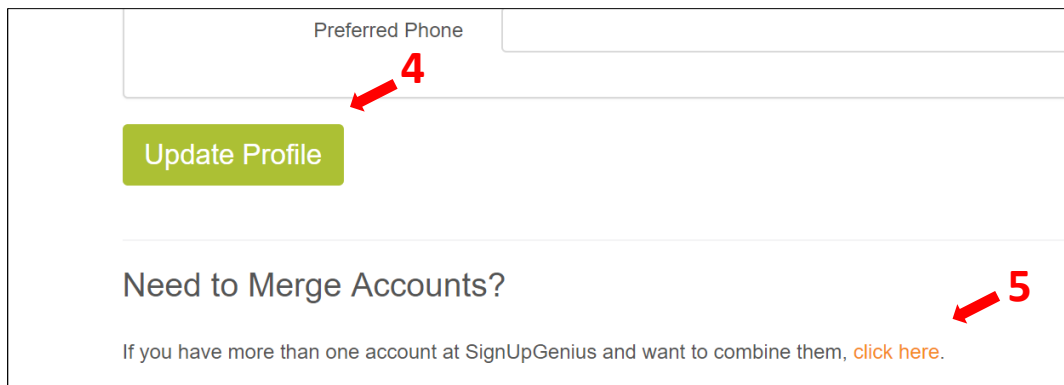 Preferred Phone
4
Update Profile
Need to Merge Accounts?
5
If you have more than one account at SignUpGenius and want to combine them, click here.